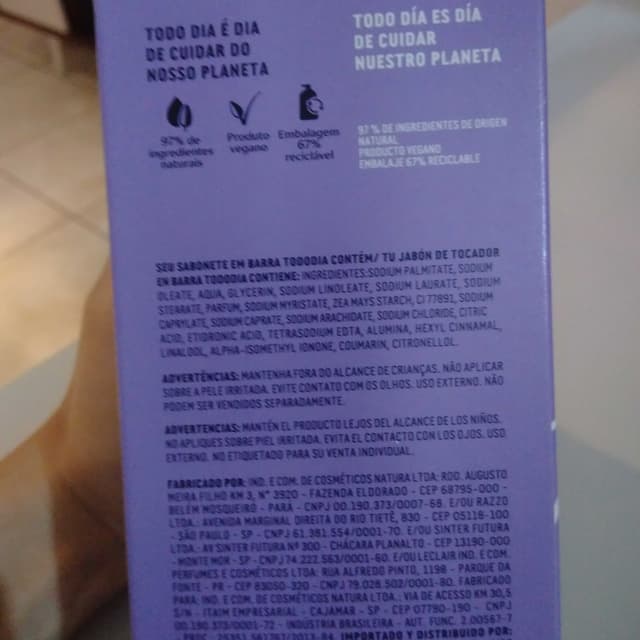 TODO DIA É DIA
DE CUIDAR DO
NOSSO PLANETA
TODO DÍA ES DÍA
DE CUIDAR
NUESTRO PLANETA
97% de
ingredientes
naturais
Produto
vegano
Embalagem
67%
reciclável
97 % DE INGREDIENTES DE ORIGEN
NATURAL
PRODUCTO VEGANO
EMBALAJE 67% RECICLABLE
SEU SABONETE EM BARRA TODODIA CONTÉM/ TU JABÓN DE TOCADOR
EN BARRA TODODIA CONTIENE: INGREDIENTES:SODIUM PALMITATE, SODIUM
OLEATE, AQUA, GLYCERIN, SODIUM LINOLEATE, SODIUM LAURATE, SODIUM
STEARATE, PARFUM, SODIUM MYRISTATE, ZEA MAYS STARCH, CI 77891, SODIUM
CAPRYLATE, SODIUM CAPRATE, SODIUM ARACHIDATE, SODIUM CHLORIDE, CITRIC
ACID, ETIDRONIC ACID, TETRASODIUM EDTA, ALUMINA, HEXYL CINNAMAL,
LINALOOL, ALPHA-ISOMETHYL IONONE, COUMARIN, CITRONELLOL.
ADVERTÊNCIAS: MANTENHA FORA DO ALCANCE DE CRIANÇAS. NÃO APLICAR
SOBRE A PELE IRRITADA. EVITE CONTATO COM OS OLHOS. USO EXTERNO. NÃO
PODEM SER VENDIDOS SEPARADAMENTE.
ADVERTENCIAS: MANTÉN EL PRODUCTO LEJOS DEL ALCANCE DE LOS NIÑOS.
NO APLIQUES SOBRE PIEL IRRITADA. EVITA EL CONTACTO CON LOS OJOS. USO
EXTERNO. NO ETIQUETADO PARA SU VENTA INDIVIDUAL.
FABRICADO POR: IND. E COM. DE COSMÉTICOS NATURA LTDA: ROD. AUGUSTO
MEIRA FILHO KM 3, N° 3920 - FAZENDA ELDORADO - CEP 68795-000 -
BELÉM MOSQUEIRO - PARÁ - CNPJ 00.190.373/0007-68. E/OU RAZZO
LTDA.: AVENIDA MARGINAL DIREITA DO RIO TIETÊ, 830 - CEP 05118-100
- SÃO PAULO - SP - CNPJ 61.381.554/0001-70. E/OU SINTER FUTURA
LTDA.: AV SINTER FUTURA Nº 300 - CHÁCARA PLANALTO - CEP 13190-000
MONTE MOR - SP CNPJ 74.222.563/0001-60. E/OU LECLAIR IND. E COM.
PERFUMES E COSMÉTICOS LTDA: RUA ALFREDO PINTO, 1198 - PARQUE DA
FONTE - PR - CEP 83050-320 - CNPJ 79.028.502/0001-80. FABRICADO
PARA: IND. E COM. DE COSMÉTICOS NATURA LTDA: VIA DE ACESSO KM 30,5
S/N - ITEEM EMPRESARIAL - CAJAMAR - SP - CEP 07790-190 - CNPJ
00.190.373/0001-72 - INDUSTRIA BRASILEIRA AUT. FUNC. 2.00567-7
IMPORTADO Y DISTRIBUIDO POR: